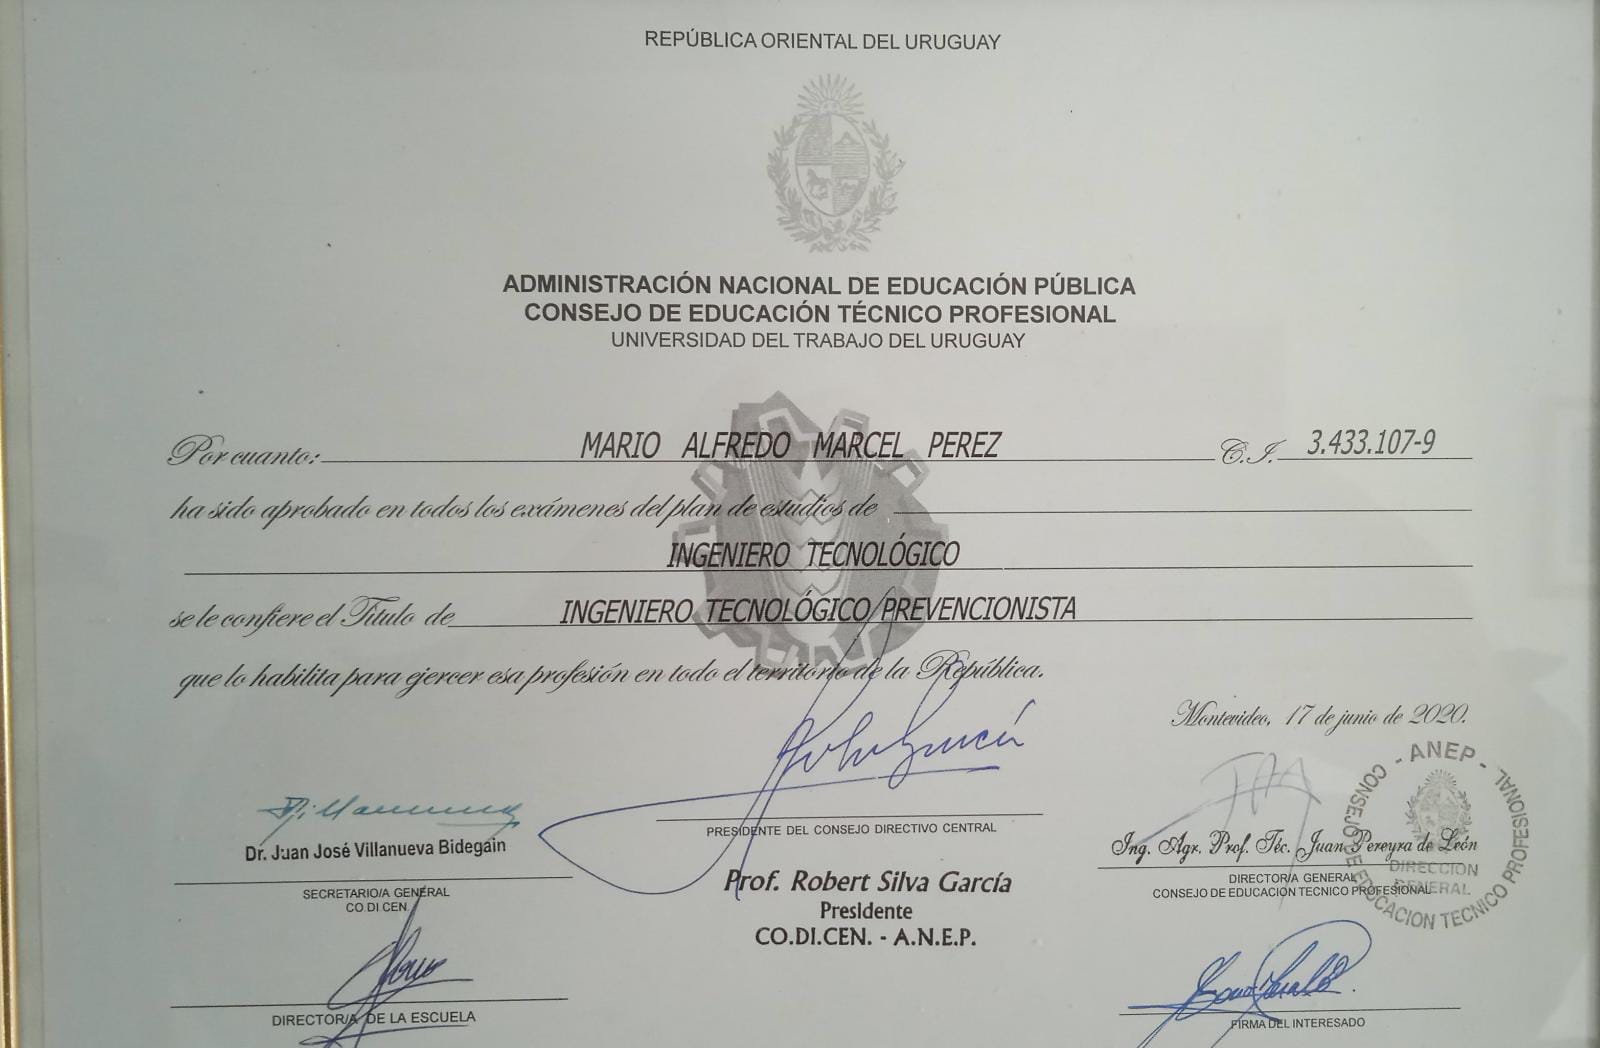 REPÚBLICA ORIENTAL DEL URUGUAY
ADMINISTRACIÓN NACIONAL DE EDUCACIÓN PÚBLICA
CONSEJO DE EDUCACIÓN TÉCNICO PROFESIONAL
UNIVERSIDAD DEL TRABAJO DEL URUGUAY
Por cuanto: MARIO ALFREDO MARCEL PEREZ C.I. 3.433.107-9
ha sido aprobado en todos los exámenes del plan de estudios de
INGENIERO TECNOLÓGICO
se le confiere el Título de INGENIERO TECNOLÓGICO PREVENCIONISTA
que lo habilita para ejercer esa profesión en todo el territorio de la República.
Montevideo, 17 de junio de 2020.
Dr. Juan José Villanueva Bidegain
SECRETARIO/A GENERAL
CO.DI CEN.
PRESIDENTE DEL CONSEJO DIRECTIVO CENTRAL
Prof. Robert Silva García
Presidente
CO.DI.CEN. - A.N.E.P.
Ing. Agr. Prof. Téc. Juan Pereyra de León
DIRECTOR/A GENERAL
CONSEJO DE EDUCACION TECNICO PROFESIONAL
- ANEP -
CONSEJO DE EDUCACION TECNICO PROFESIONAL
DIRECCION
GENERAL
DIRECTOR/A DE LA ESCUELA
FIRMA DEL INTERESADO